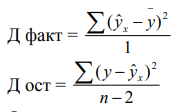 Д факт = ∑(ŷₓ − ȳ)² / 1
Д ост = ∑(y − ŷₓ)² / n − 2